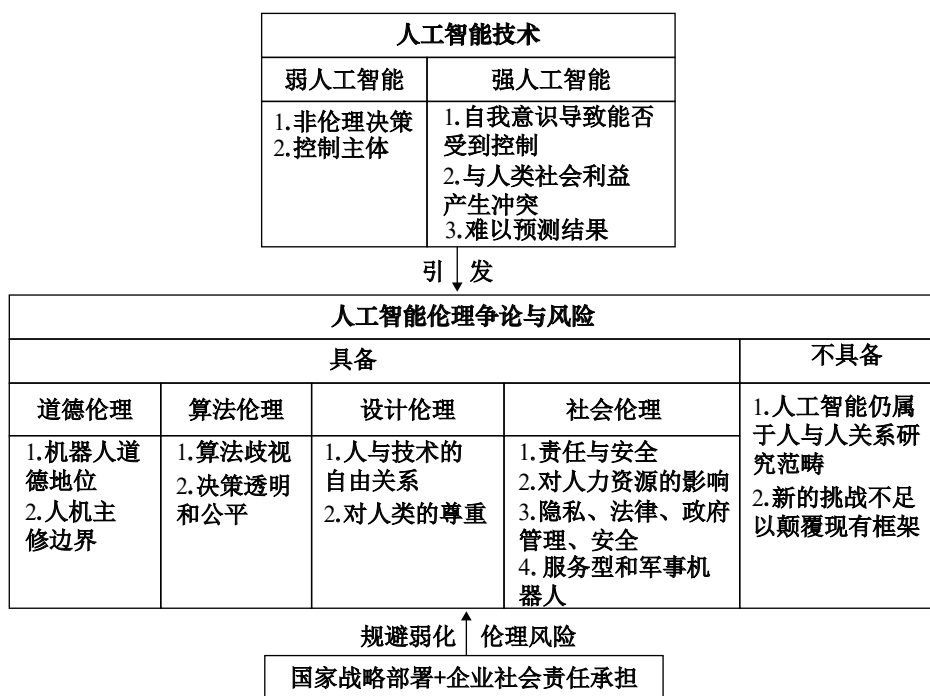 人工智能技术
弱人工智能
强人工智能
1.非伦理决策
2.控制主体
1.自我意识导致能否
受到控制
2.与人类社会利益
产生冲突
3.难以预测结果
引 发
人工智能伦理争论与风险
具备
不具备
道德伦理
算法伦理
设计伦理
社会伦理
1.机器人道
德地位
2.人机主
修边界
1.算法歧视
2.决策透明
和公平
1.人与技术的
自由关系
2.对人类的尊重
1.责任与安全
2.对人力资源的影响
3.隐私、法律、政府
管理、安全
4.服务型和军事机
器人
1.人工智能仍属
于人与人关系研
究范畴
2.新的挑战不足
以颠覆现有框架
规避弱化 伦理风险
国家战略部署+企业社会责任承担